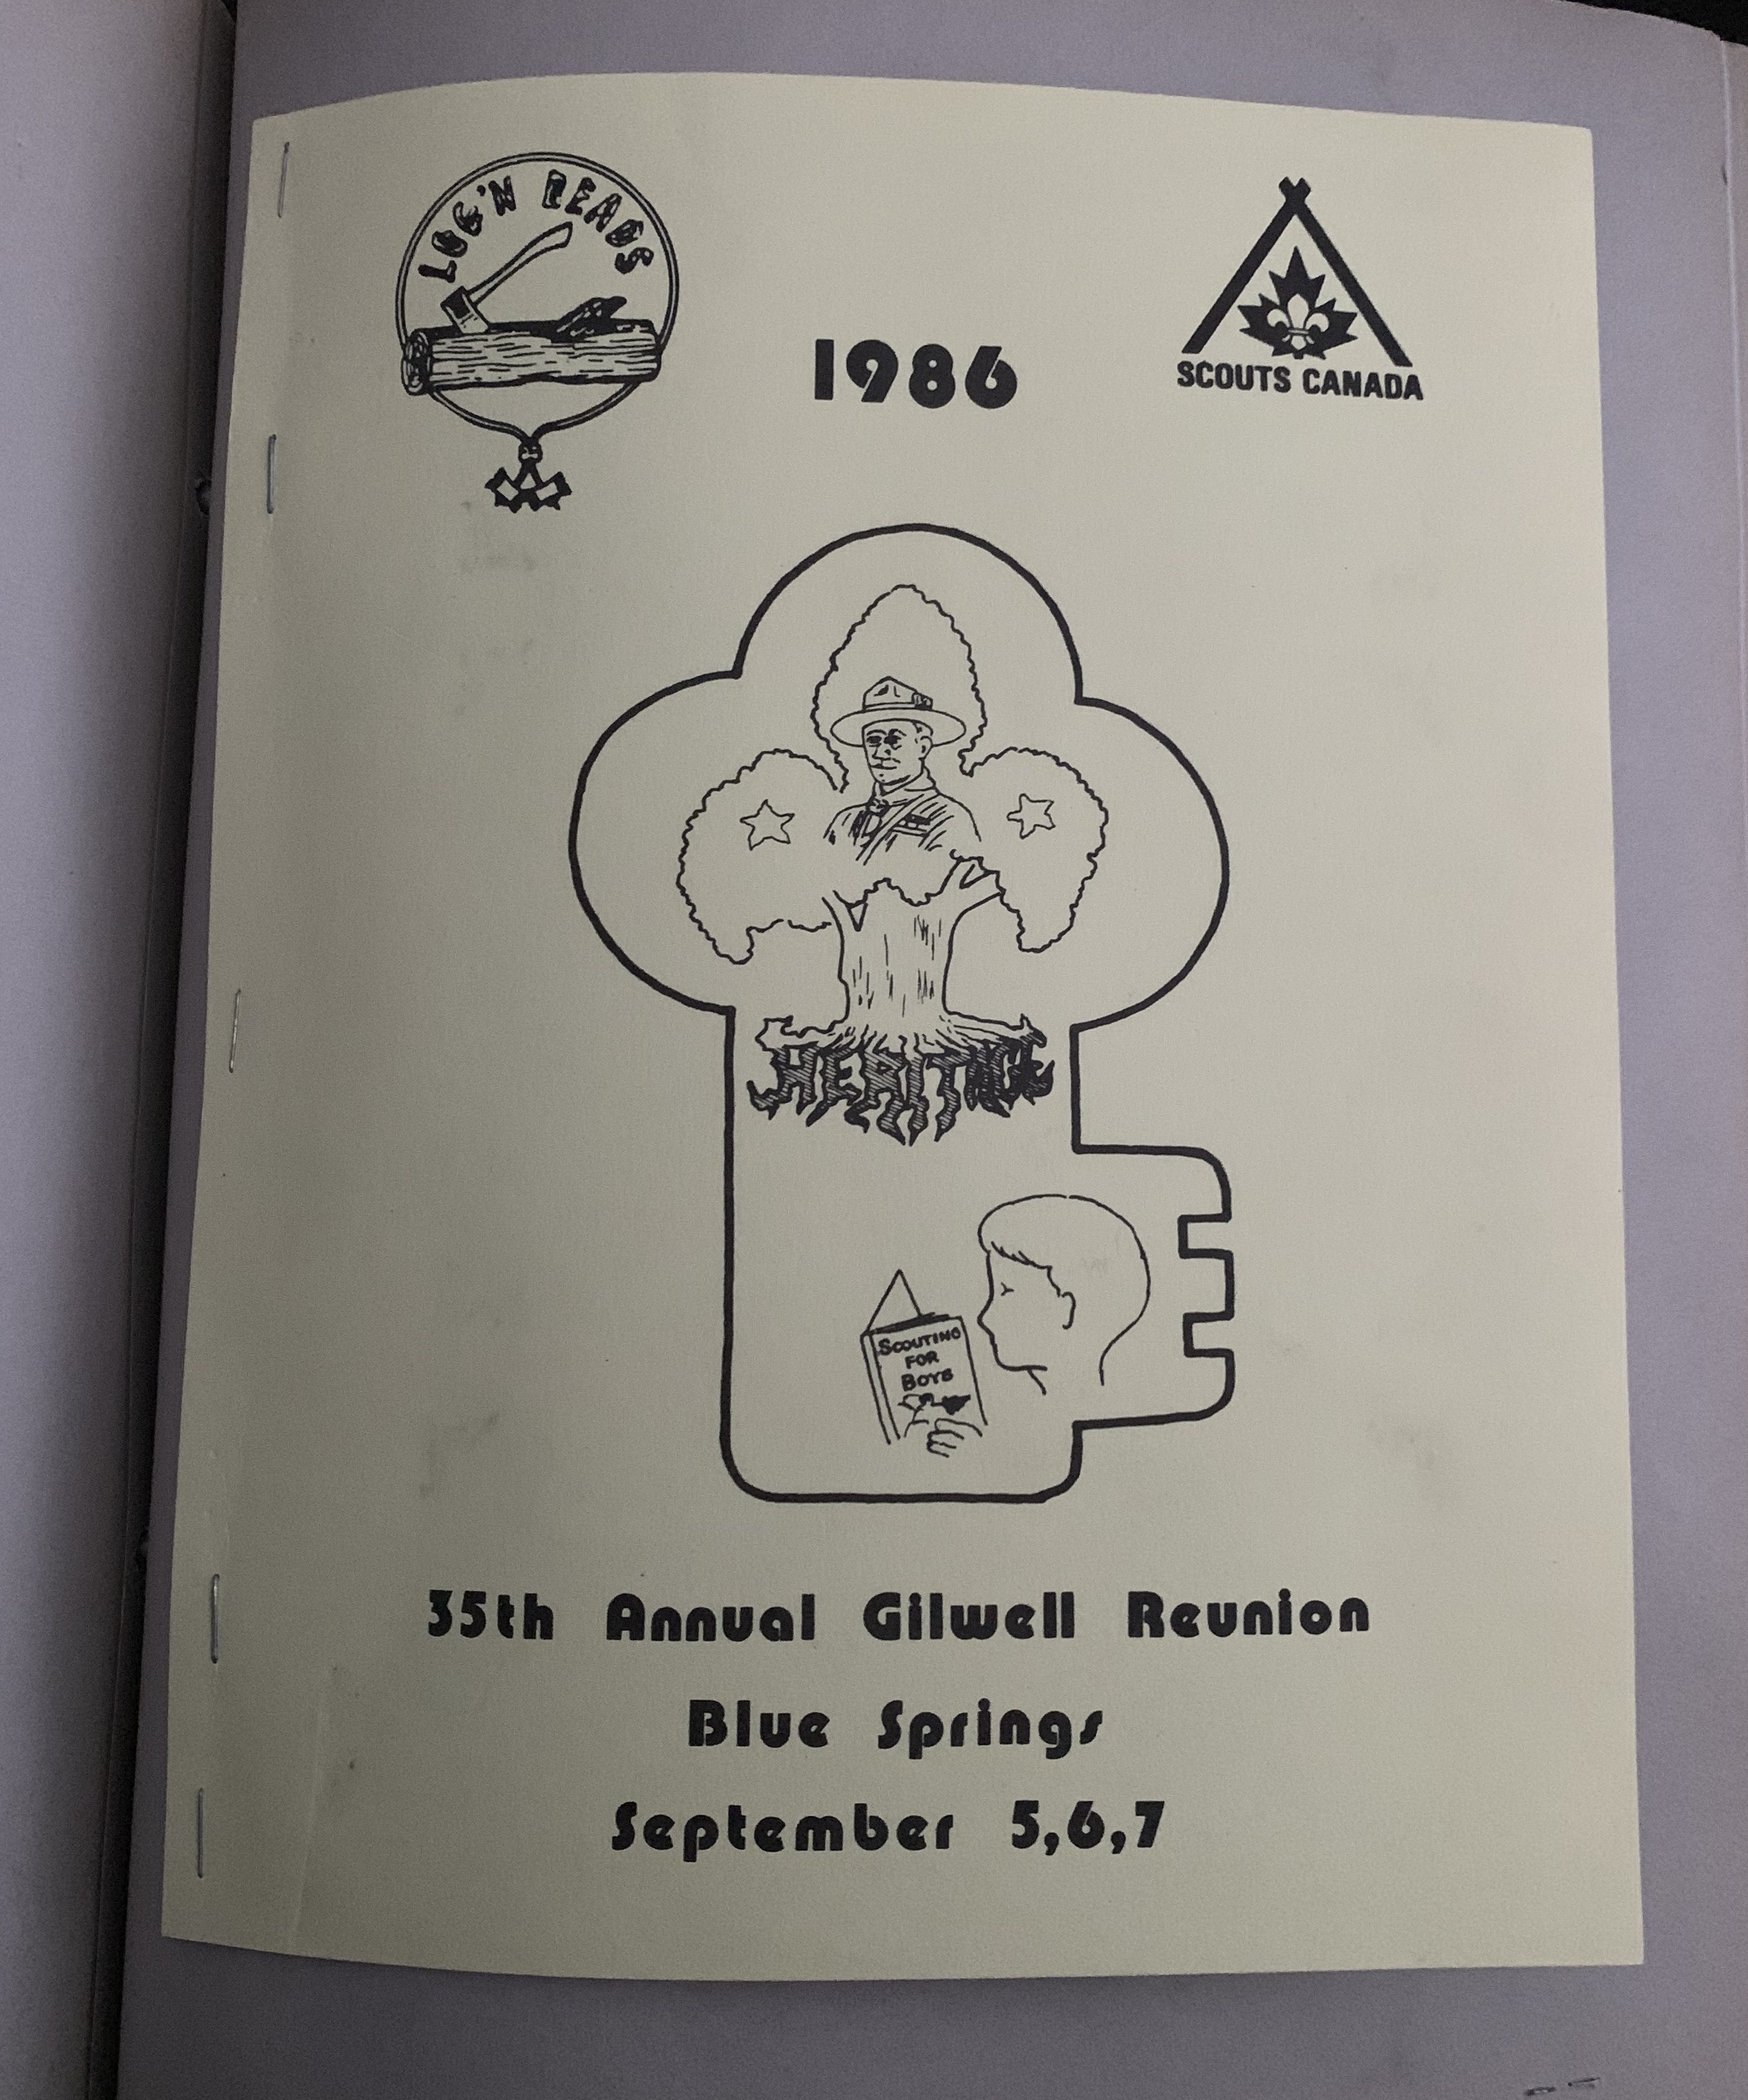 LOG'N BEADS
1986
SCOUTS CANADA
HERITAGE
SCOUTING
FOR
BOYS
35th Annual Gilwell Reunion
Blue Springs
September 5,6,7